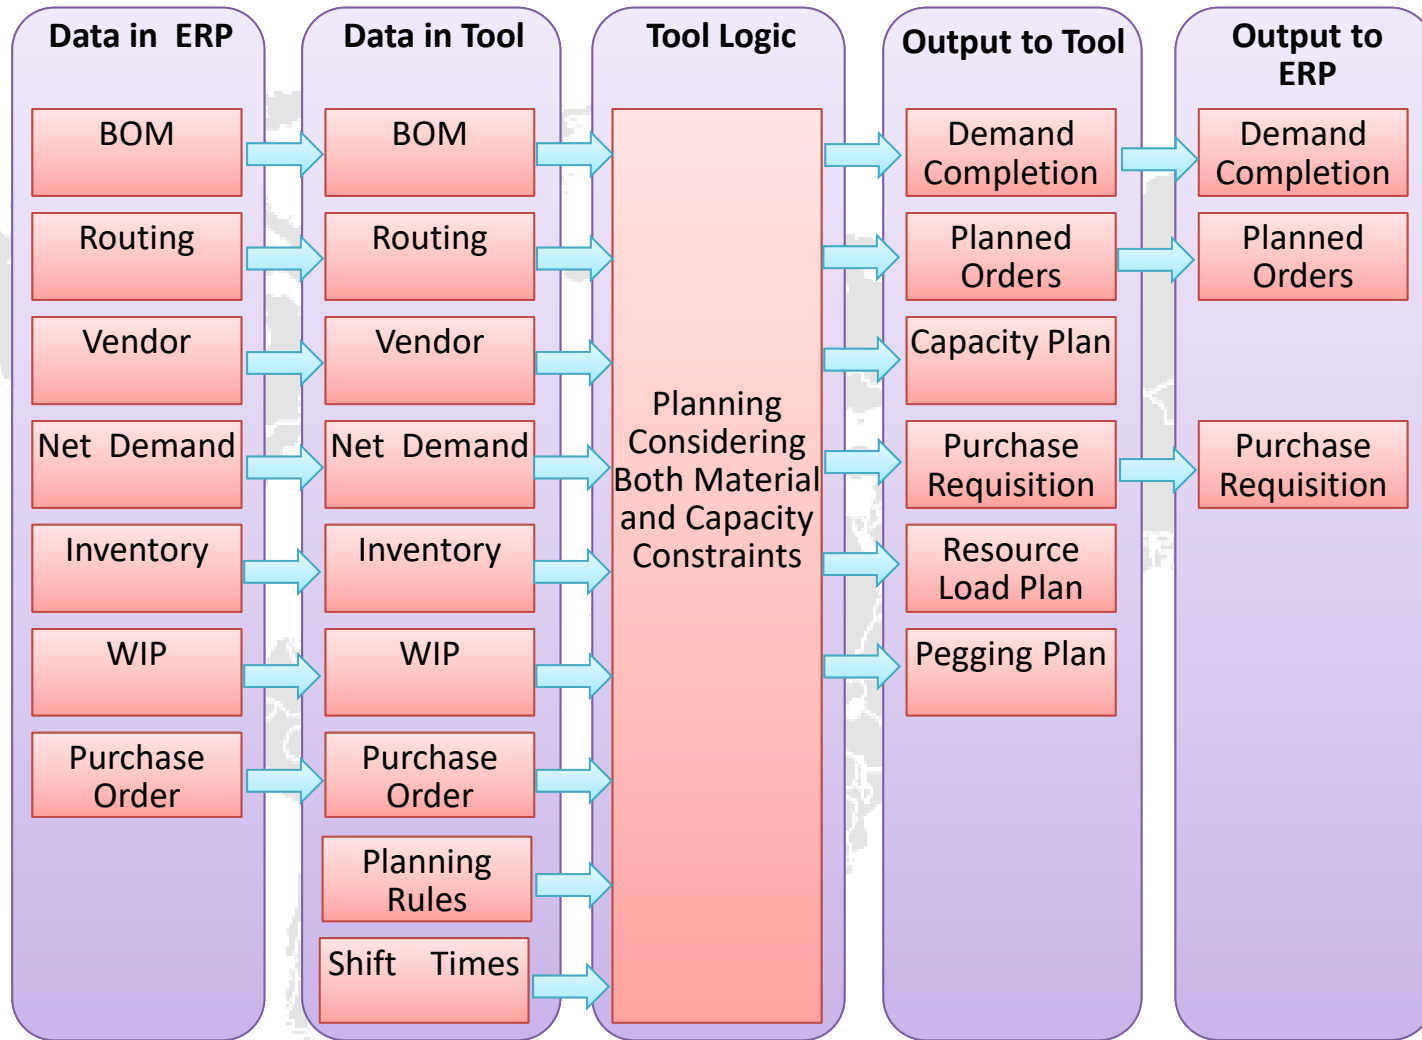 Data in ERP
BOM
Routing
Vendor
Net Demand
Inventory
WIP
Purchase
Order
Data in Tool
BOM
Routing
Vendor
Net Demand
Inventory
WIP
Purchase
Order
Planning
Rules
Shift Times
Tool Logic
Planning
Considering
Both Material
and Capacity
Constraints
Output to Tool
Demand
Completion
Planned
Orders
Capacity Plan
Purchase
Requisition
Resource
Load Plan
Pegging Plan
Output to
ERP
Demand
Completion
Planned
Orders
Purchase
Requisition